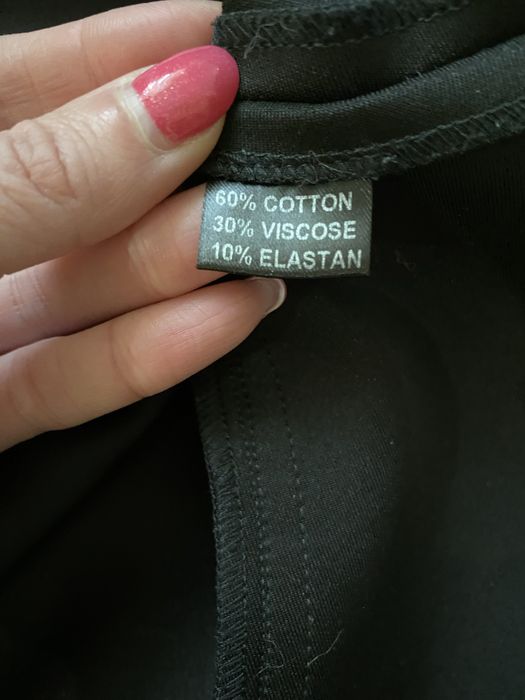 60% COTTON
30% VISCOSE
10% ELASTAN